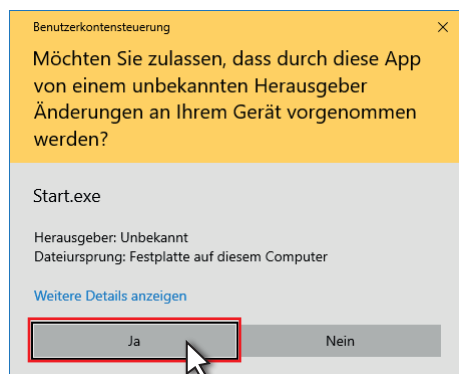 Benutzerkontensteuerung
Möchten Sie zulassen, dass durch diese App
von einem unbekannten Herausgeber
Änderungen an Ihrem Gerät vorgenommen
werden?
Start.exe
Herausgeber: Unbekannt
Dateiursprung: Festplatte auf diesem Computer
Weitere Details anzeigen
Ja Nein